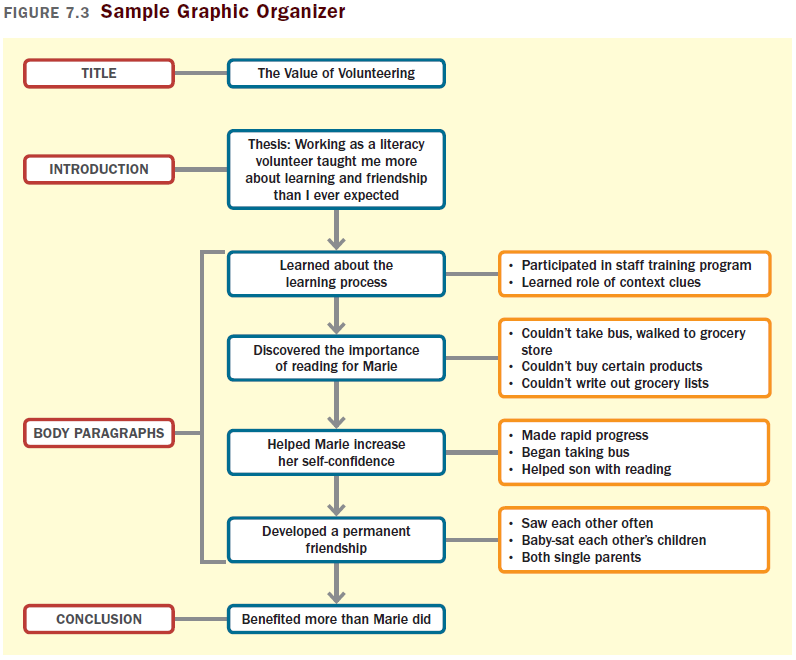 FIGURE 7.3 Sample Graphic Organizer
TITLE
The Value of Volunteering
INTRODUCTION
Thesis: Working as a literacy
volunteer taught me more
about learning and friendship
than I ever expected
BODY PARAGRAPHS
Learned about the
learning process
• Participated in staff training program
• Learned role of context clues
Discovered the importance
of reading for Marie
• Couldn't take bus, walked to grocery
store
• Couldn't buy certain products
• Couldn't write out grocery lists
Helped Marie increase
her self-confidence
• Made rapid progress
• Began taking bus
• Helped son with reading
Developed a permanent
friendship
• Saw each other often
• Baby-sat each other's children
• Both single parents
CONCLUSION
Benefited more than Marie did